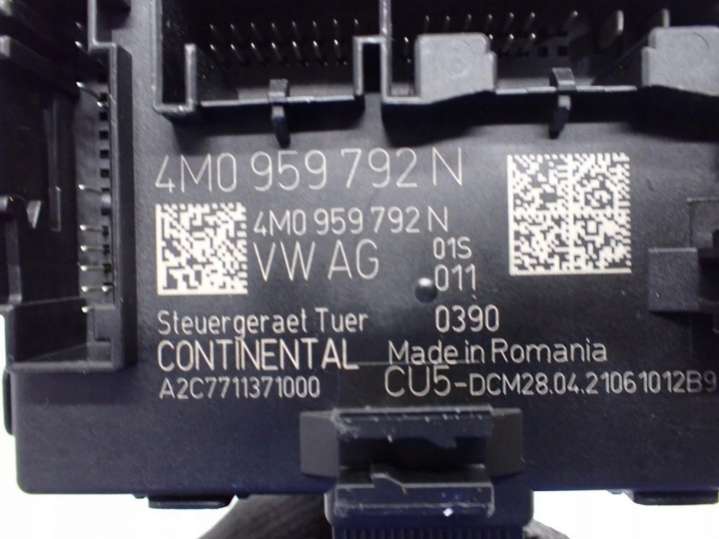 4M0 959 792 N
4M0 959 792 N
VW AG 01S
011
Steuergeraet Tuer 0390
CONTINENTAL Made in Romania
A2C7711371000 CU5-DCM28.04.21061012B9